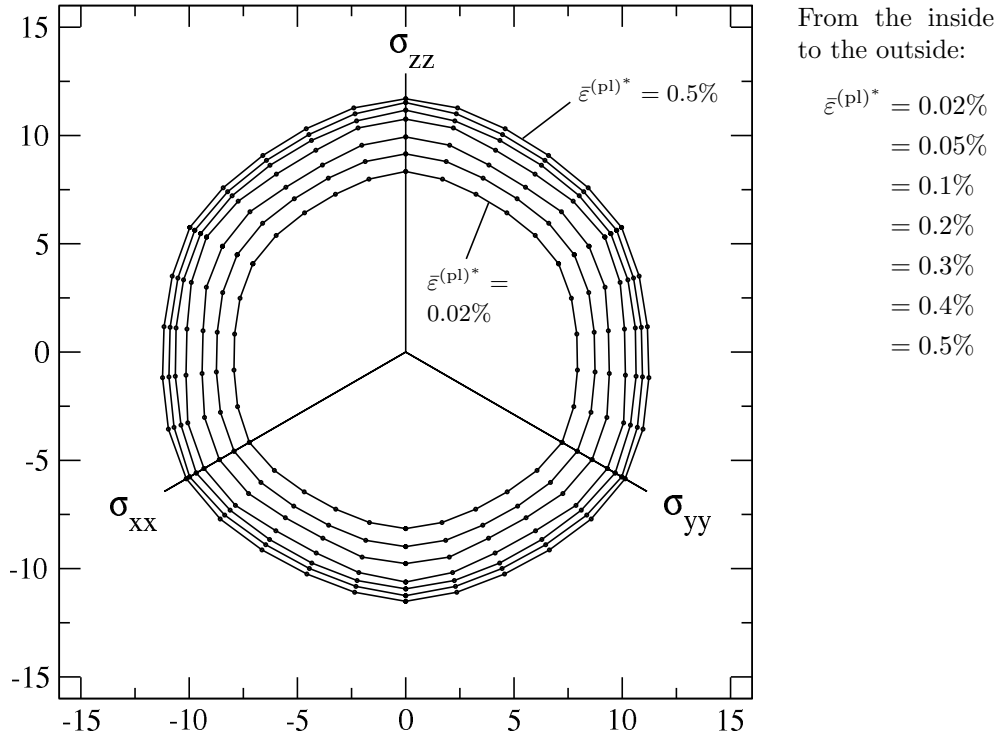 15
10
5
0
-5
-10
-15
-15
-10
-5
0
5
10
15
σzz
σxx
σyy
ε̄(pl)* = 0.5%
ε̄(pl)* =
0.02%
From the inside
to the outside:
ε̄(pl)* = 0.02%
= 0.05%
= 0.1%
= 0.2%
= 0.3%
= 0.4%
= 0.5%